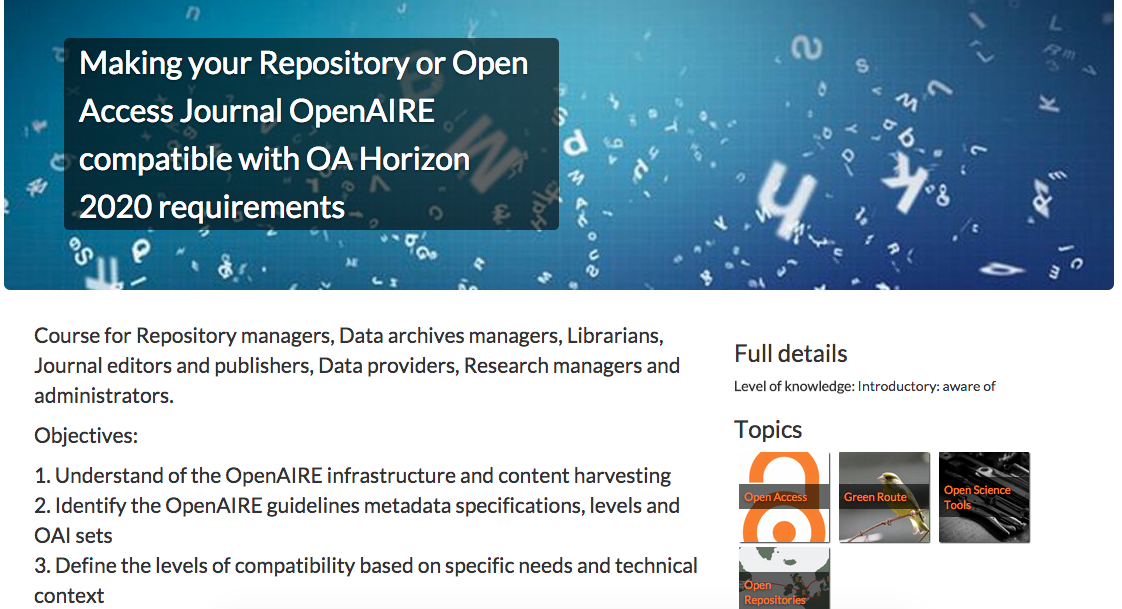 Making your Repository or Open
Access Journal OpenAIRE
compatible with OA Horizon
2020 requirements
Course for Repository managers, Data archives managers, Librarians,
Journal editors and publishers, Data providers, Research managers and
administrators.
Objectives:
1. Understand of the OpenAIRE infrastructure and content harvesting
2. Identify the OpenAIRE guidelines metadata specifications, levels and
OAI sets
3. Define the levels of compatibility based on specific needs and technical
context
Full details
Level of knowledge: Introductory: aware of
Topics
Open Access
Green Route
Open Science
Tools
Open
Repositories